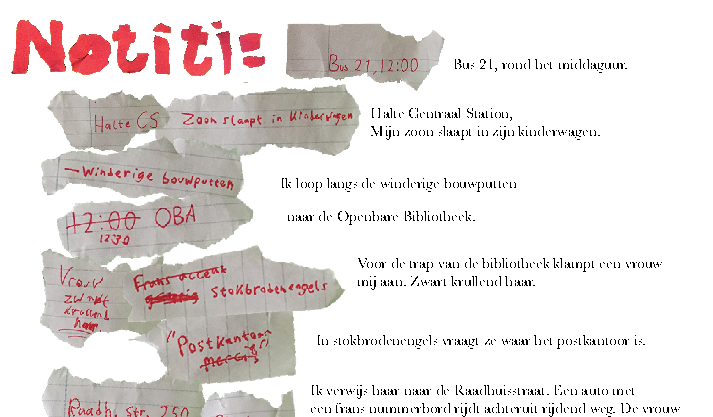 Notiti=
Bus 21, 12:00
Bus 21, rond het middaguur.
Halte CS Zoon slaapt in kinderwagen
Halte Centraal Station,
Mijn zoon slaapt in zijn kinderwagen.
— Winderige bouwputten
Ik loop langs de winderige bouwputten
12:00 OBA
12:30
naar de Openbare Bibliotheek.
Vrouw
zwart
krullend
haar
Frans accent
stokbrodenengels
Voor de trap van de bibliotheek klampt een vrouw
mij aan. Zwart krullend haar.
"Postkantoor"
merci
In stokbrodenengels vraagt ze waar het postkantoor is.
Raadh. str. 250
Ik verwijs haar naar de Raadhuisstraat. Een auto met
een frans nummerbord rijdt achteruit rijdend weg. De vrouw